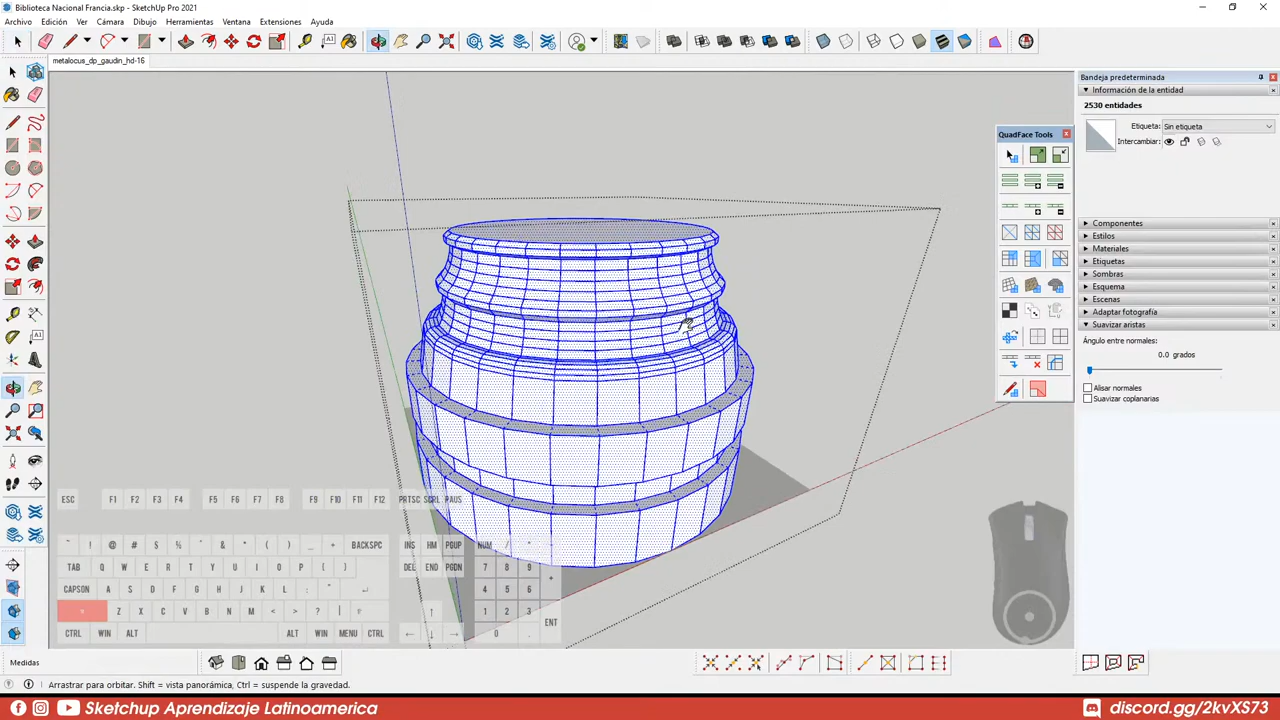 Biblioteca Nacional Francia.skp - SketchUp Pro 2021
Archivo Edición Ver Cámara Dibujo Herramientas Ventana Extensiones Ayuda
metalocus_dp_gaudin_hd-16
Bandeja predeterminada
Información de la entidad
2530 entidades
Etiqueta: Sin etiqueta
Intercambiar:
QuadFace Tools
Componentes
Estilos
Materiales
Etiquetas
Sombras
Esquema
Escenas
Adaptar fotografía
Suavizar aristas
Ángulo entre normales:
0.0 grados
Alisar normales
Suavizar coplanarias
ESC F1 F2 F3 F4 F5 F6 F7 F8 F9 F10 F11 F12 PRTSC SCRL PAUS
BACKSPC INS HM PGUP NUM
TAB Q W E R T Y U I O P DEL END PGDN 7 8 9
CAPSON A S D F G H J K L 4 5 6
Z X C V B N M < > ? 1 2 3 ENT
CTRL WIN ALT ALT WIN MENU CTRL 0
Medidas
Arrastrar para orbitar. Shift = vista panorámica, Ctrl = suspende la gravedad.
Sketchup Aprendizaje Latinoamerica
discord.gg/2kvXS73